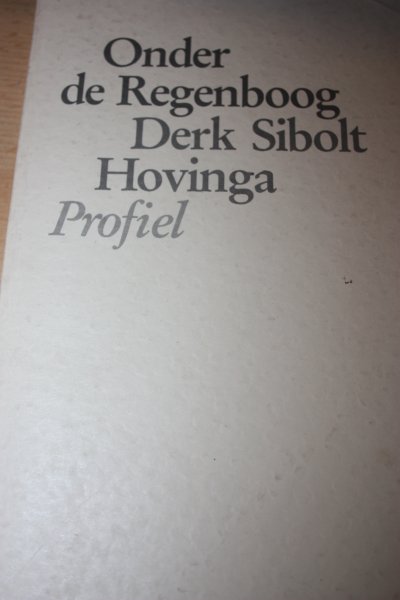 Onder
de Regenboog
Derk Sibolt
Hovinga
Profiel